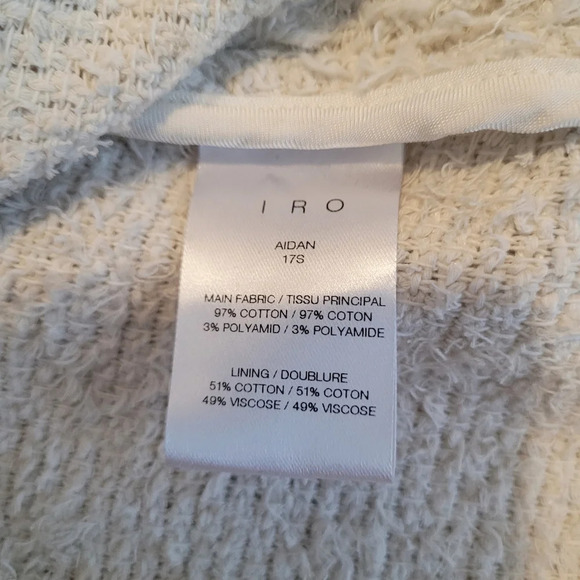 IRO
AIDAN
17S
MAIN FABRIC / TISSU PRINCIPAL
97% COTTON / 97% COTON
3% POLYAMID / 3% POLYAMIDE
LINING / DOUBLURE
51% COTTON / 51% COTON
49% VISCOSE / 49% VISCOSE